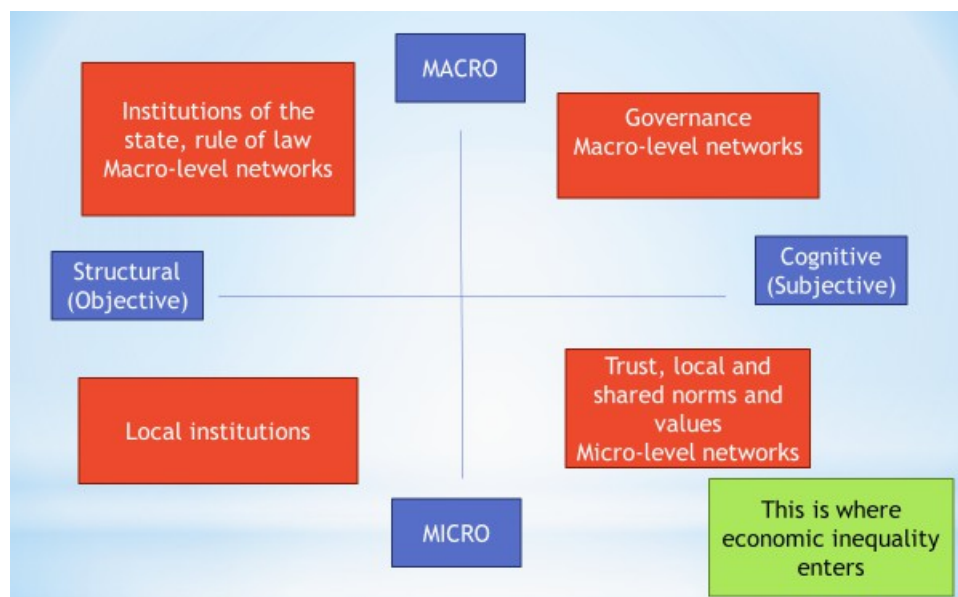 MACRO
Institutions of the
state, rule of law
Macro-level networks
Governance
Macro-level networks
Structural
(Objective)
Cognitive
(Subjective)
Local institutions
Trust, local and
shared norms and
values
Micro-level networks
MICRO
This is where
economic inequality
enters